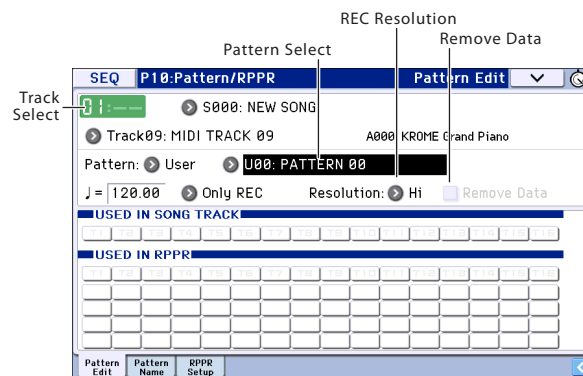 REC Resolution
Pattern Select
Remove Data
SEQ P10:Pattern/RPPR Pattern Edit
Track Select
01:-- S000: NEW SONG
Track09: MIDI TRACK 09 A000: KROME Grand Piano
Pattern: User U00: PATTERN 00
♩= 120.00 Only REC Resolution: Hi Remove Data
USED IN SONG TRACK
T1 T2 T3 T4 T5 T6 T7 T8 T9 T10 T11 T12 T13 T14 T15 T16
USED IN RPPR
T1 T2 T3 T4 T5 T6 T7 T8 T9 T10 T11 T12 T13 T14 T15 T16
Pattern Edit Pattern Name RPPR Setup